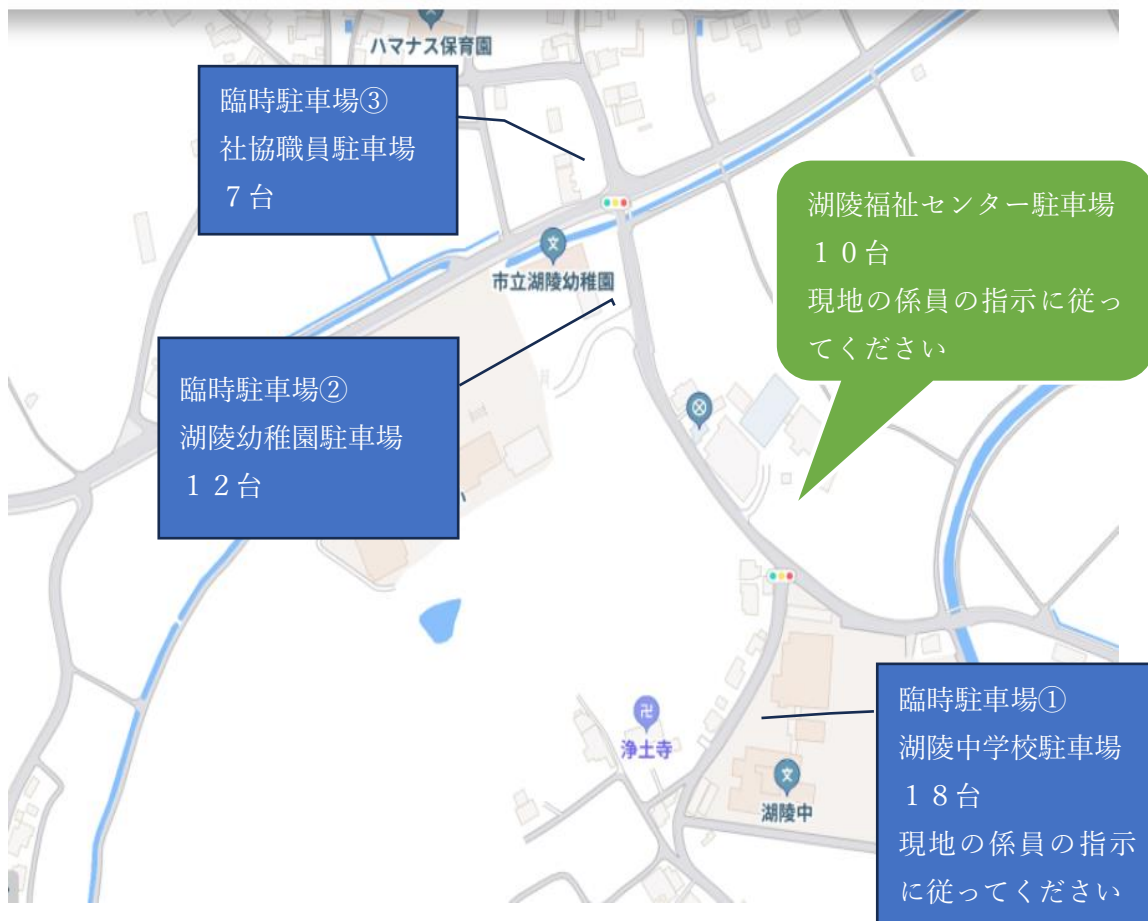 ハマナス保育園
臨時駐車場③
社協職員駐車場
７台
湖陵福祉センター駐車場
１０台
現地の係員の指示に従っ
てください
市立湖陵幼稚園
臨時駐車場②
湖陵幼稚園駐車場
１２台
臨時駐車場①
湖陵中学校駐車場
１８台
現地の係員の指示
に従ってください
浄土寺
湖陵中